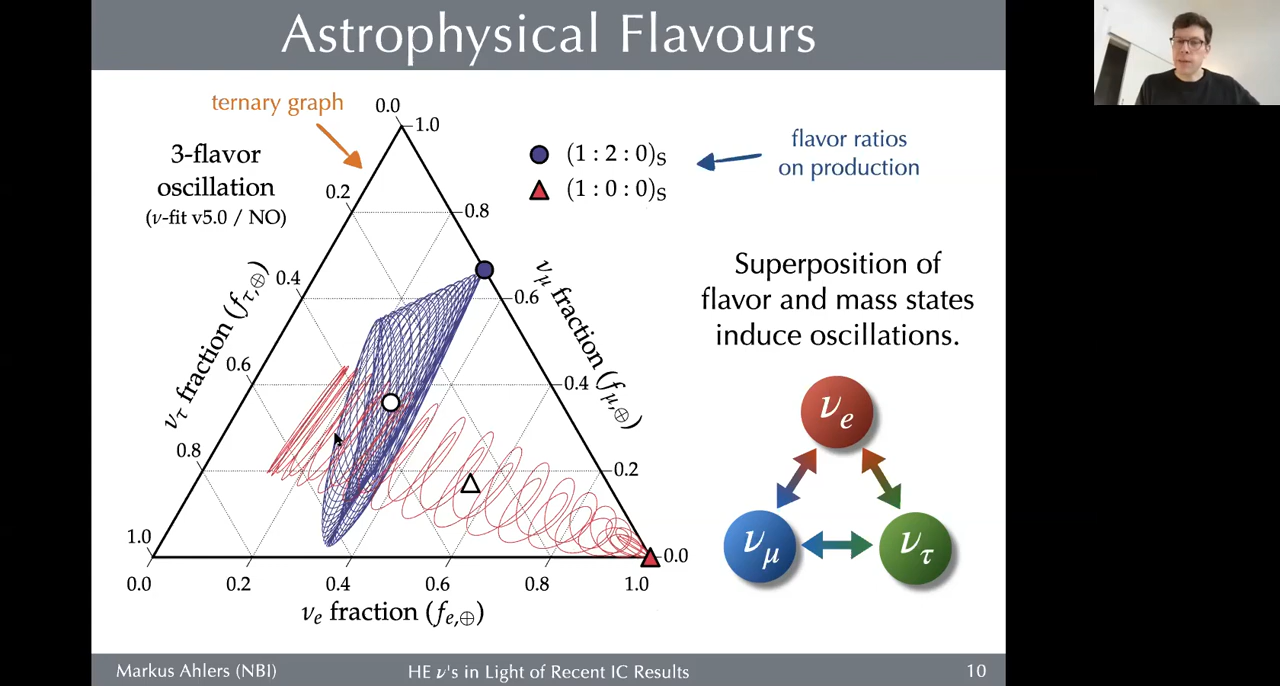 Astrophysical Flavours
ternary graph
3-flavor
oscillation
(ν-fit v5.0 / NO)
(1 : 2 : 0)S
(1 : 0 : 0)S
flavor ratios
on production
0.0
0.2
0.4
0.6
0.8
1.0
ντ fraction (fτ,⊕)
1.0
0.8
0.6
0.4
0.2
0.0
νμ fraction (fμ,⊕)
0.0
0.2
0.4
0.6
0.8
1.0
νe fraction (fe,⊕)
Superposition of
flavor and mass states
induce oscillations.
νe
νμ
ντ
Markus Ahlers (NBI)
HE ν's in Light of Recent IC Results
10